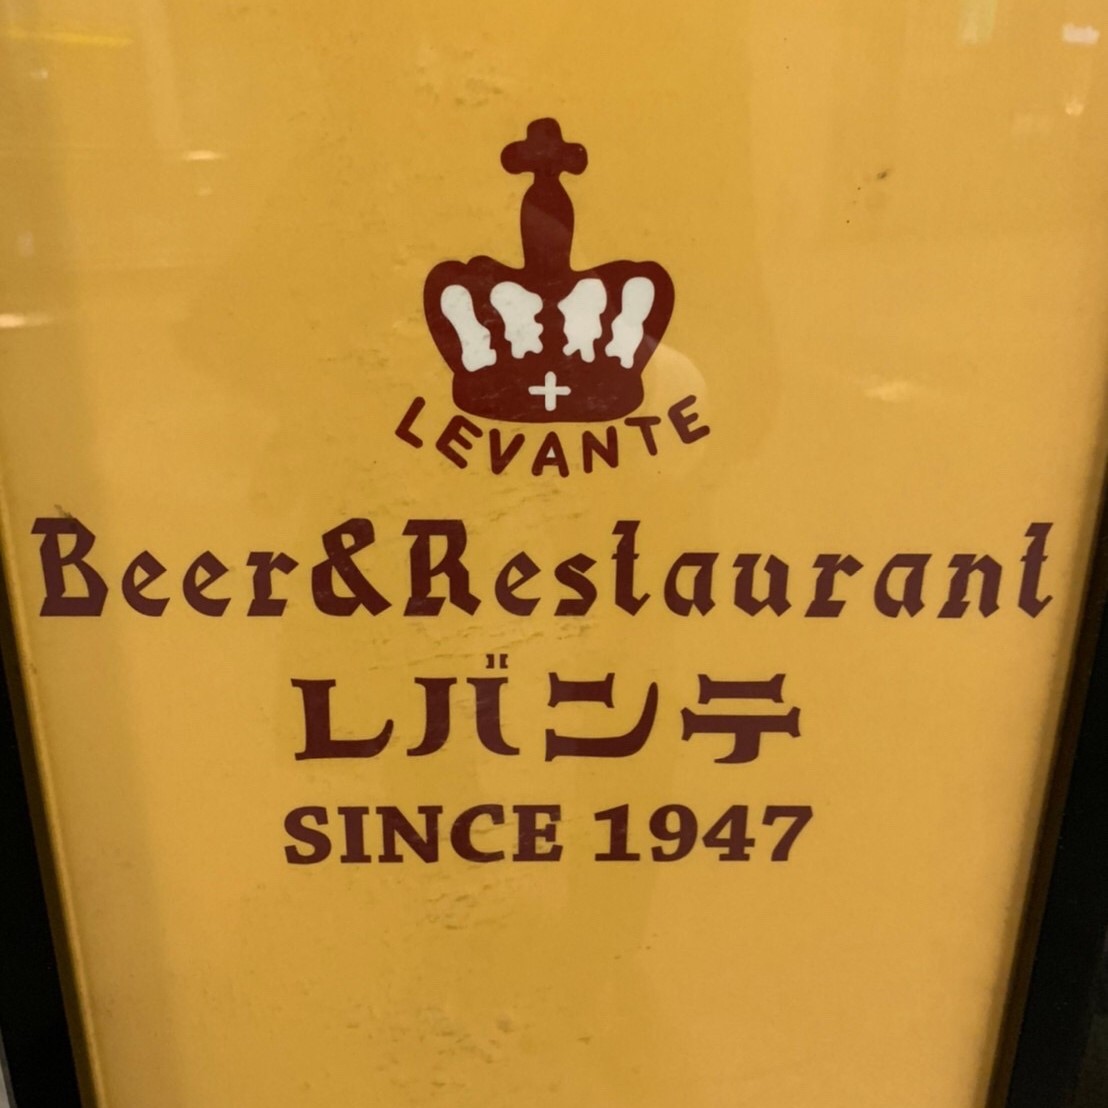 LEVANTE
Beer&Restaurant
レバンテ
SINCE 1947